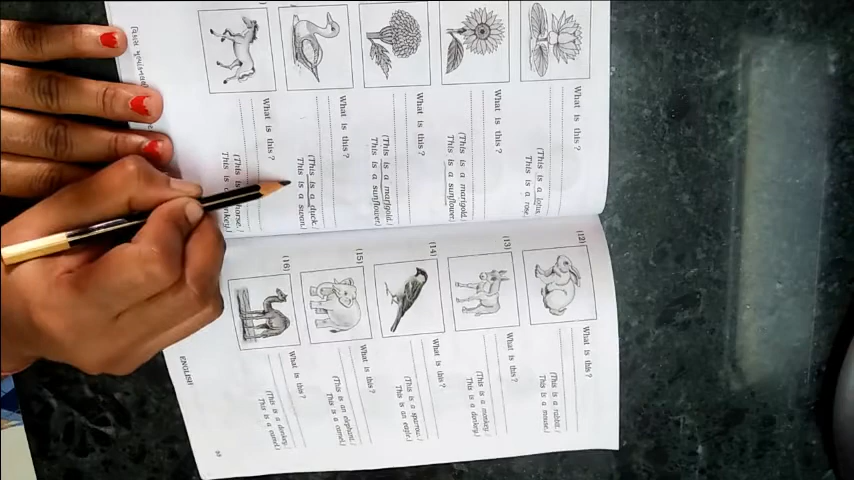 What is this?
(This is a lotus.
This is a rose.
What is this?
(This is a marigold.
This is a sunflower.
What is this?
(This is a marigold.
This is a sunflower.
What is this?
(This is a duck.
This is a swan.
What is this?
(This is a horse./
This is a donkey.
(12)
What is this?
(This is a rabbit.
This is a mouse.
(13)
What is this?
(This is a monkey.
This is a donkey.
(14)
What is this?
(This is a sparrow.
This is an eagle.
(15)
What is this?
(This is an elephant.
This is a camel.
(16)
What is this?
(This is a donkey.
This is a camel.
ENGLISH